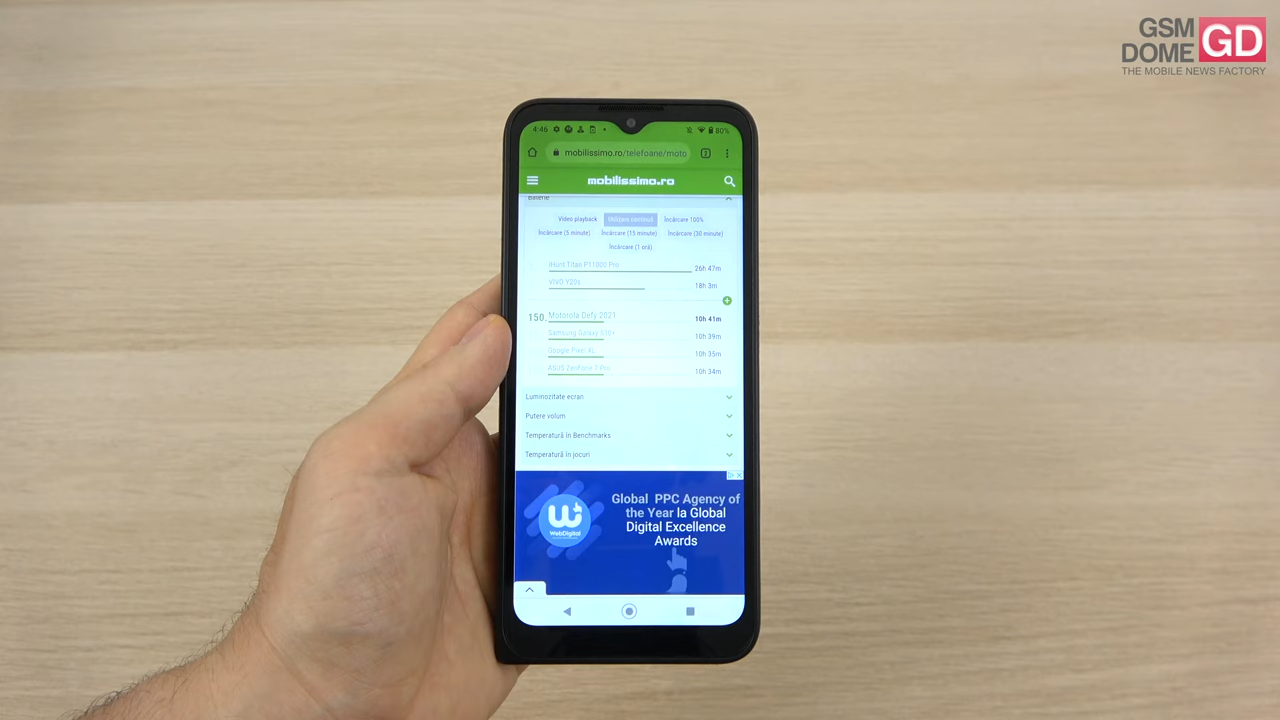 GSM
DOME GD
THE MOBILE NEWS FACTORY
4:46 80%
mobilissimo.ro/telefoane/moto 2
mobilissimo.ro
Baterie
Video playback Utilizare continuă Încărcare 100%
Încărcare (5 minute) Încărcare (15 minute) Încărcare (30 minute)
Încărcare (1 oră)
iHunt Titan P11000 Pro 26h 47m
VIVO Y20s 18h 3m
150. Motorola Defy 2021 10h 41m
Samsung Galaxy S10+ 10h 39m
Google Pixel XL 10h 35m
ASUS ZenFone 7 Pro 10h 34m
Luminozitate ecran
Putere volum
Temperatură în Benchmarks
Temperatură în jocuri
Global PPC Agency of
the Year la Global
Digital Excellence
Awards
WebDigital